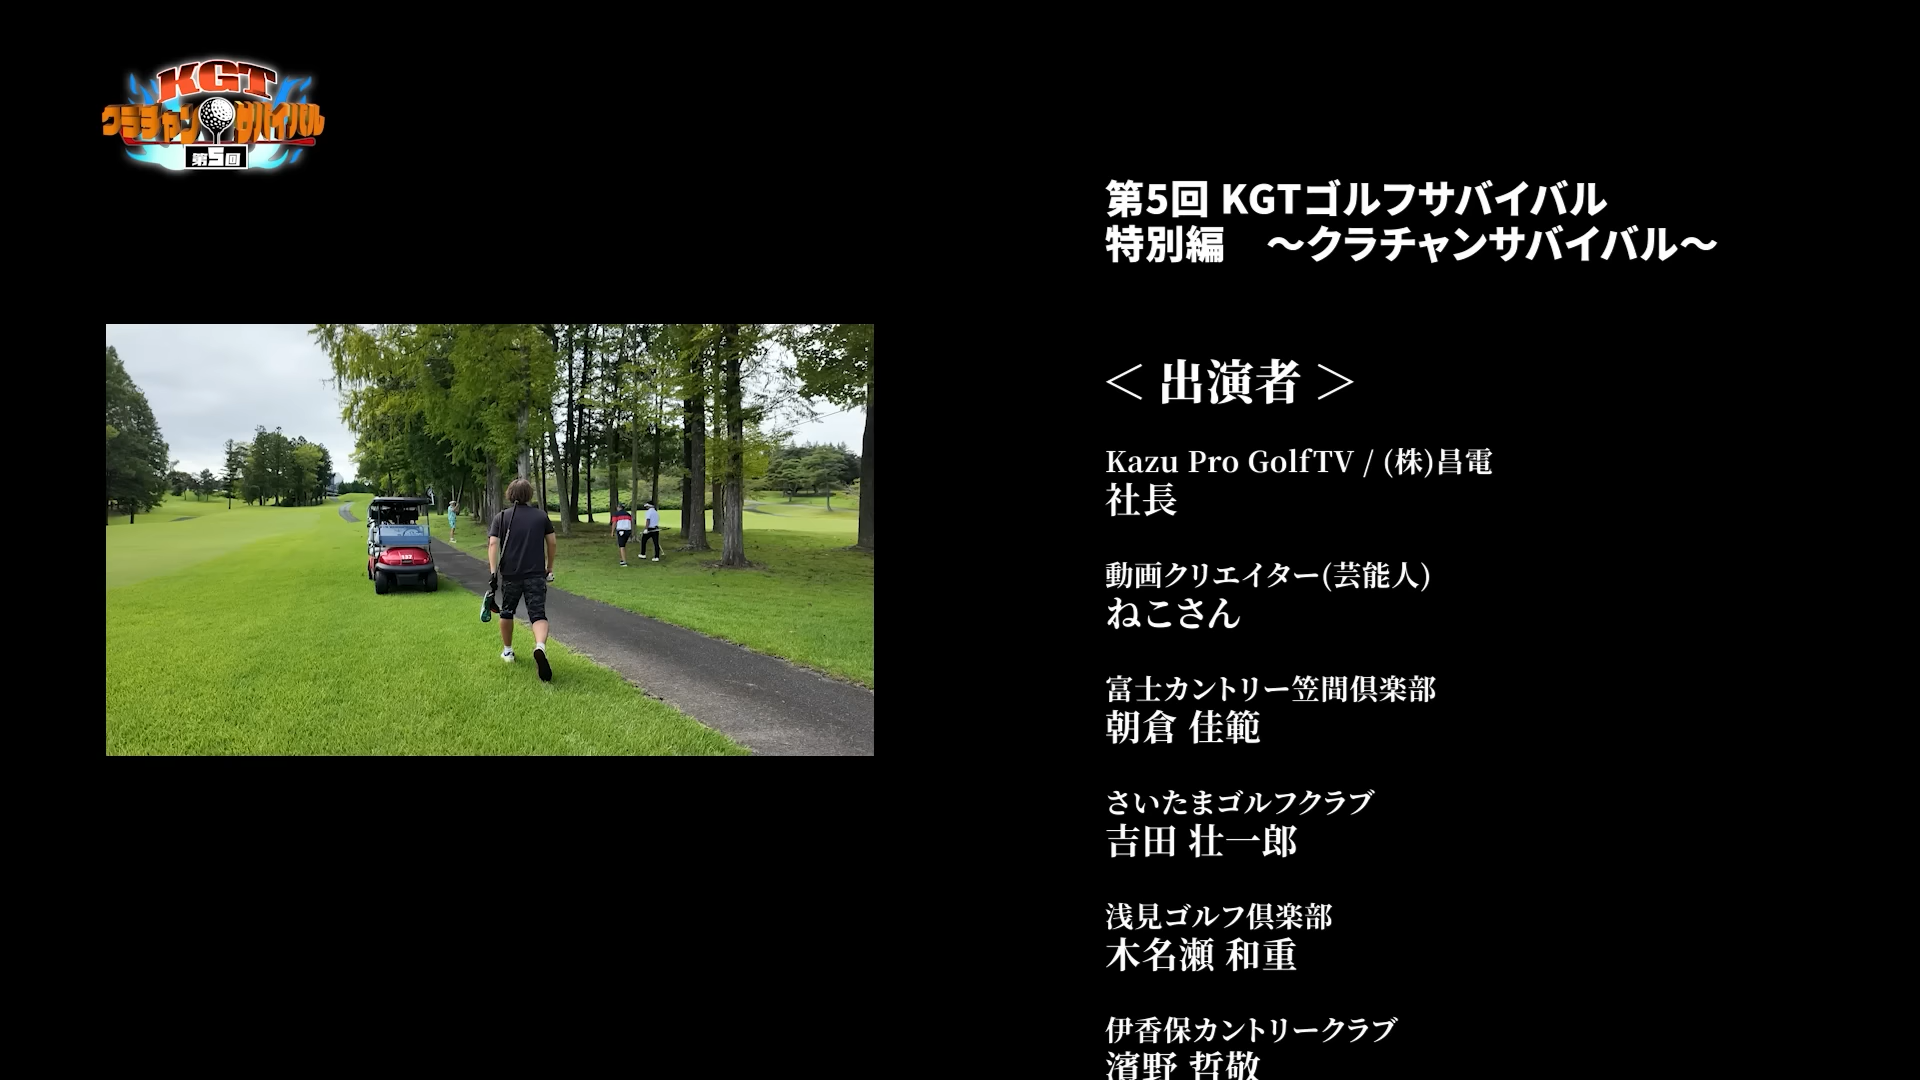 KGT
クラチャンサバイバル
第5回
第5回 KGTゴルフサバイバル
特別編　～クラチャンサバイバル～
＜ 出演者 ＞
Kazu Pro GolfTV / (株)昌電
社長
動画クリエイター(芸能人)
ねこさん
富士カントリー笠間倶楽部
朝倉 佳範
さいたまゴルフクラブ
吉田 壮一郎
浅見ゴルフ倶楽部
木名瀬 和重
伊香保カントリークラブ
濱野 哲敬
137